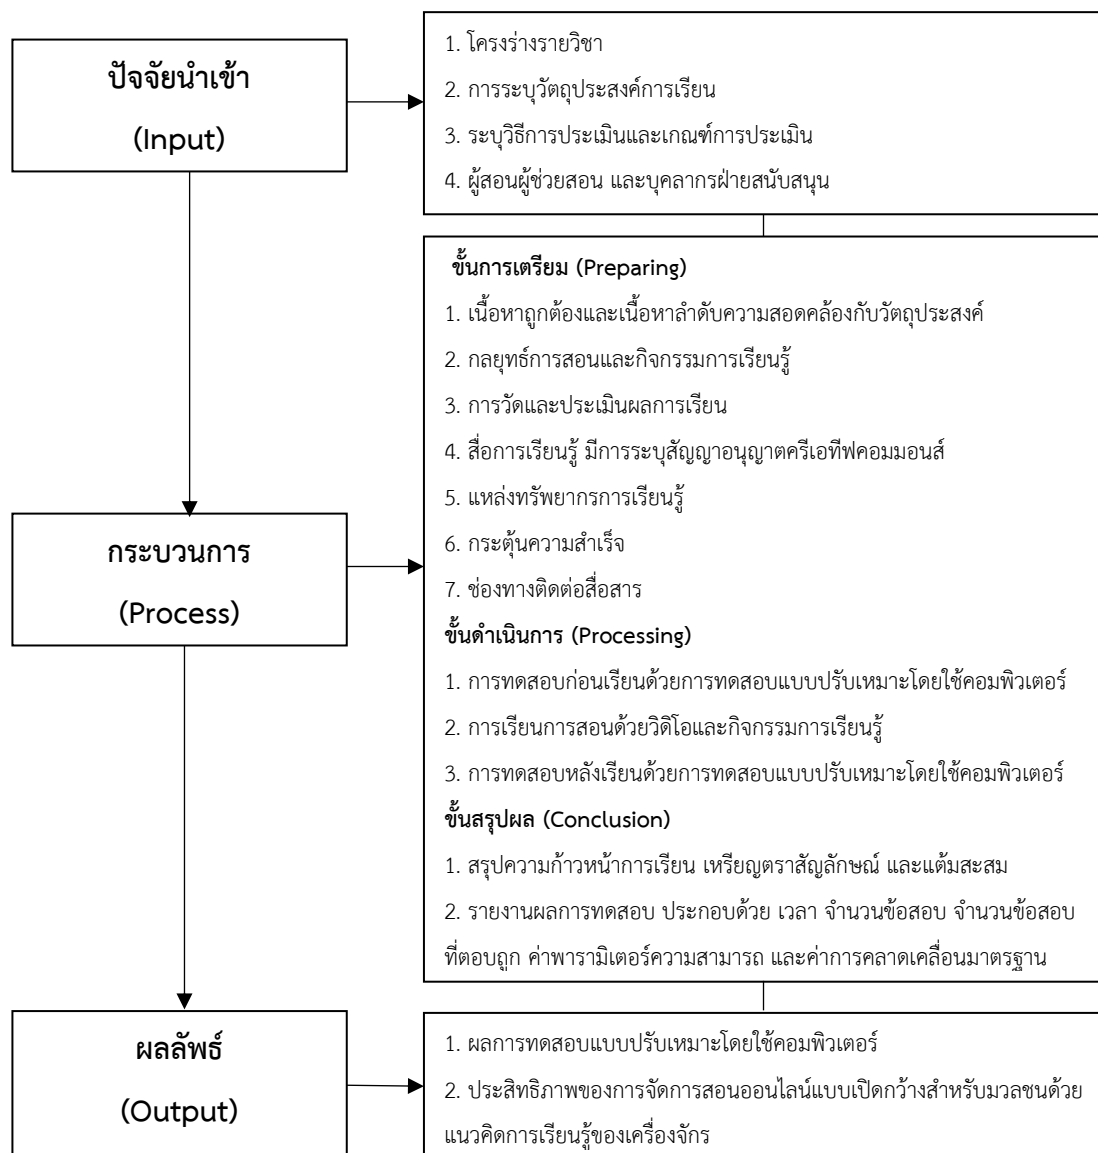 ปัจจัยนำเข้า
(Input)
1. โครงร่างรายวิชา
2. การระบุวัตถุประสงค์การเรียน
3. ระบุวิธีการประเมินและเกณฑ์การประเมิน
4. ผู้สอนผู้ช่วยสอน และบุคลากรฝ่ายสนับสนุน
กระบวนการ
(Process)
ขั้นการเตรียม (Preparing)
1. เนื้อหาถูกต้องและเนื้อหาลำดับความสอดคล้องกับวัตถุประสงค์
2. กลยุทธ์การสอนและกิจกรรมการเรียนรู้
3. การวัดและประเมินผลการเรียน
4. สื่อการเรียนรู้ มีการระบุสัญญาอนุญาตครีเอทีฟคอมมอนส์
5. แหล่งทรัพยากรการเรียนรู้
6. กระตุ้นความสำเร็จ
7. ช่องทางติดต่อสื่อสาร
ขั้นดำเนินการ (Processing)
1. การทดสอบก่อนเรียนด้วยการทดสอบแบบปรับเหมาะโดยใช้คอมพิวเตอร์
2. การเรียนการสอนด้วยวิดิโอและกิจกรรมการเรียนรู้
3. การทดสอบหลังเรียนด้วยการทดสอบแบบปรับเหมาะโดยใช้คอมพิวเตอร์
ขั้นสรุปผล (Conclusion)
1. สรุปความก้าวหน้าการเรียน เหรียญตราสัญลักษณ์ และแต้มสะสม
2. รายงานผลการทดสอบ ประกอบด้วย เวลา จำนวนข้อสอบ จำนวนข้อสอบ
ที่ตอบถูก ค่าพารามิเตอร์ความสามารถ และค่าการคลาดเคลื่อนมาตรฐาน
ผลลัพธ์
(Output)
1. ผลการทดสอบแบบปรับเหมาะโดยใช้คอมพิวเตอร์
2. ประสิทธิภาพของการจัดการสอนออนไลน์แบบเปิดกว้างสำหรับมวลชนด้วย
แนวคิดการเรียนรู้ของเครื่องจักร